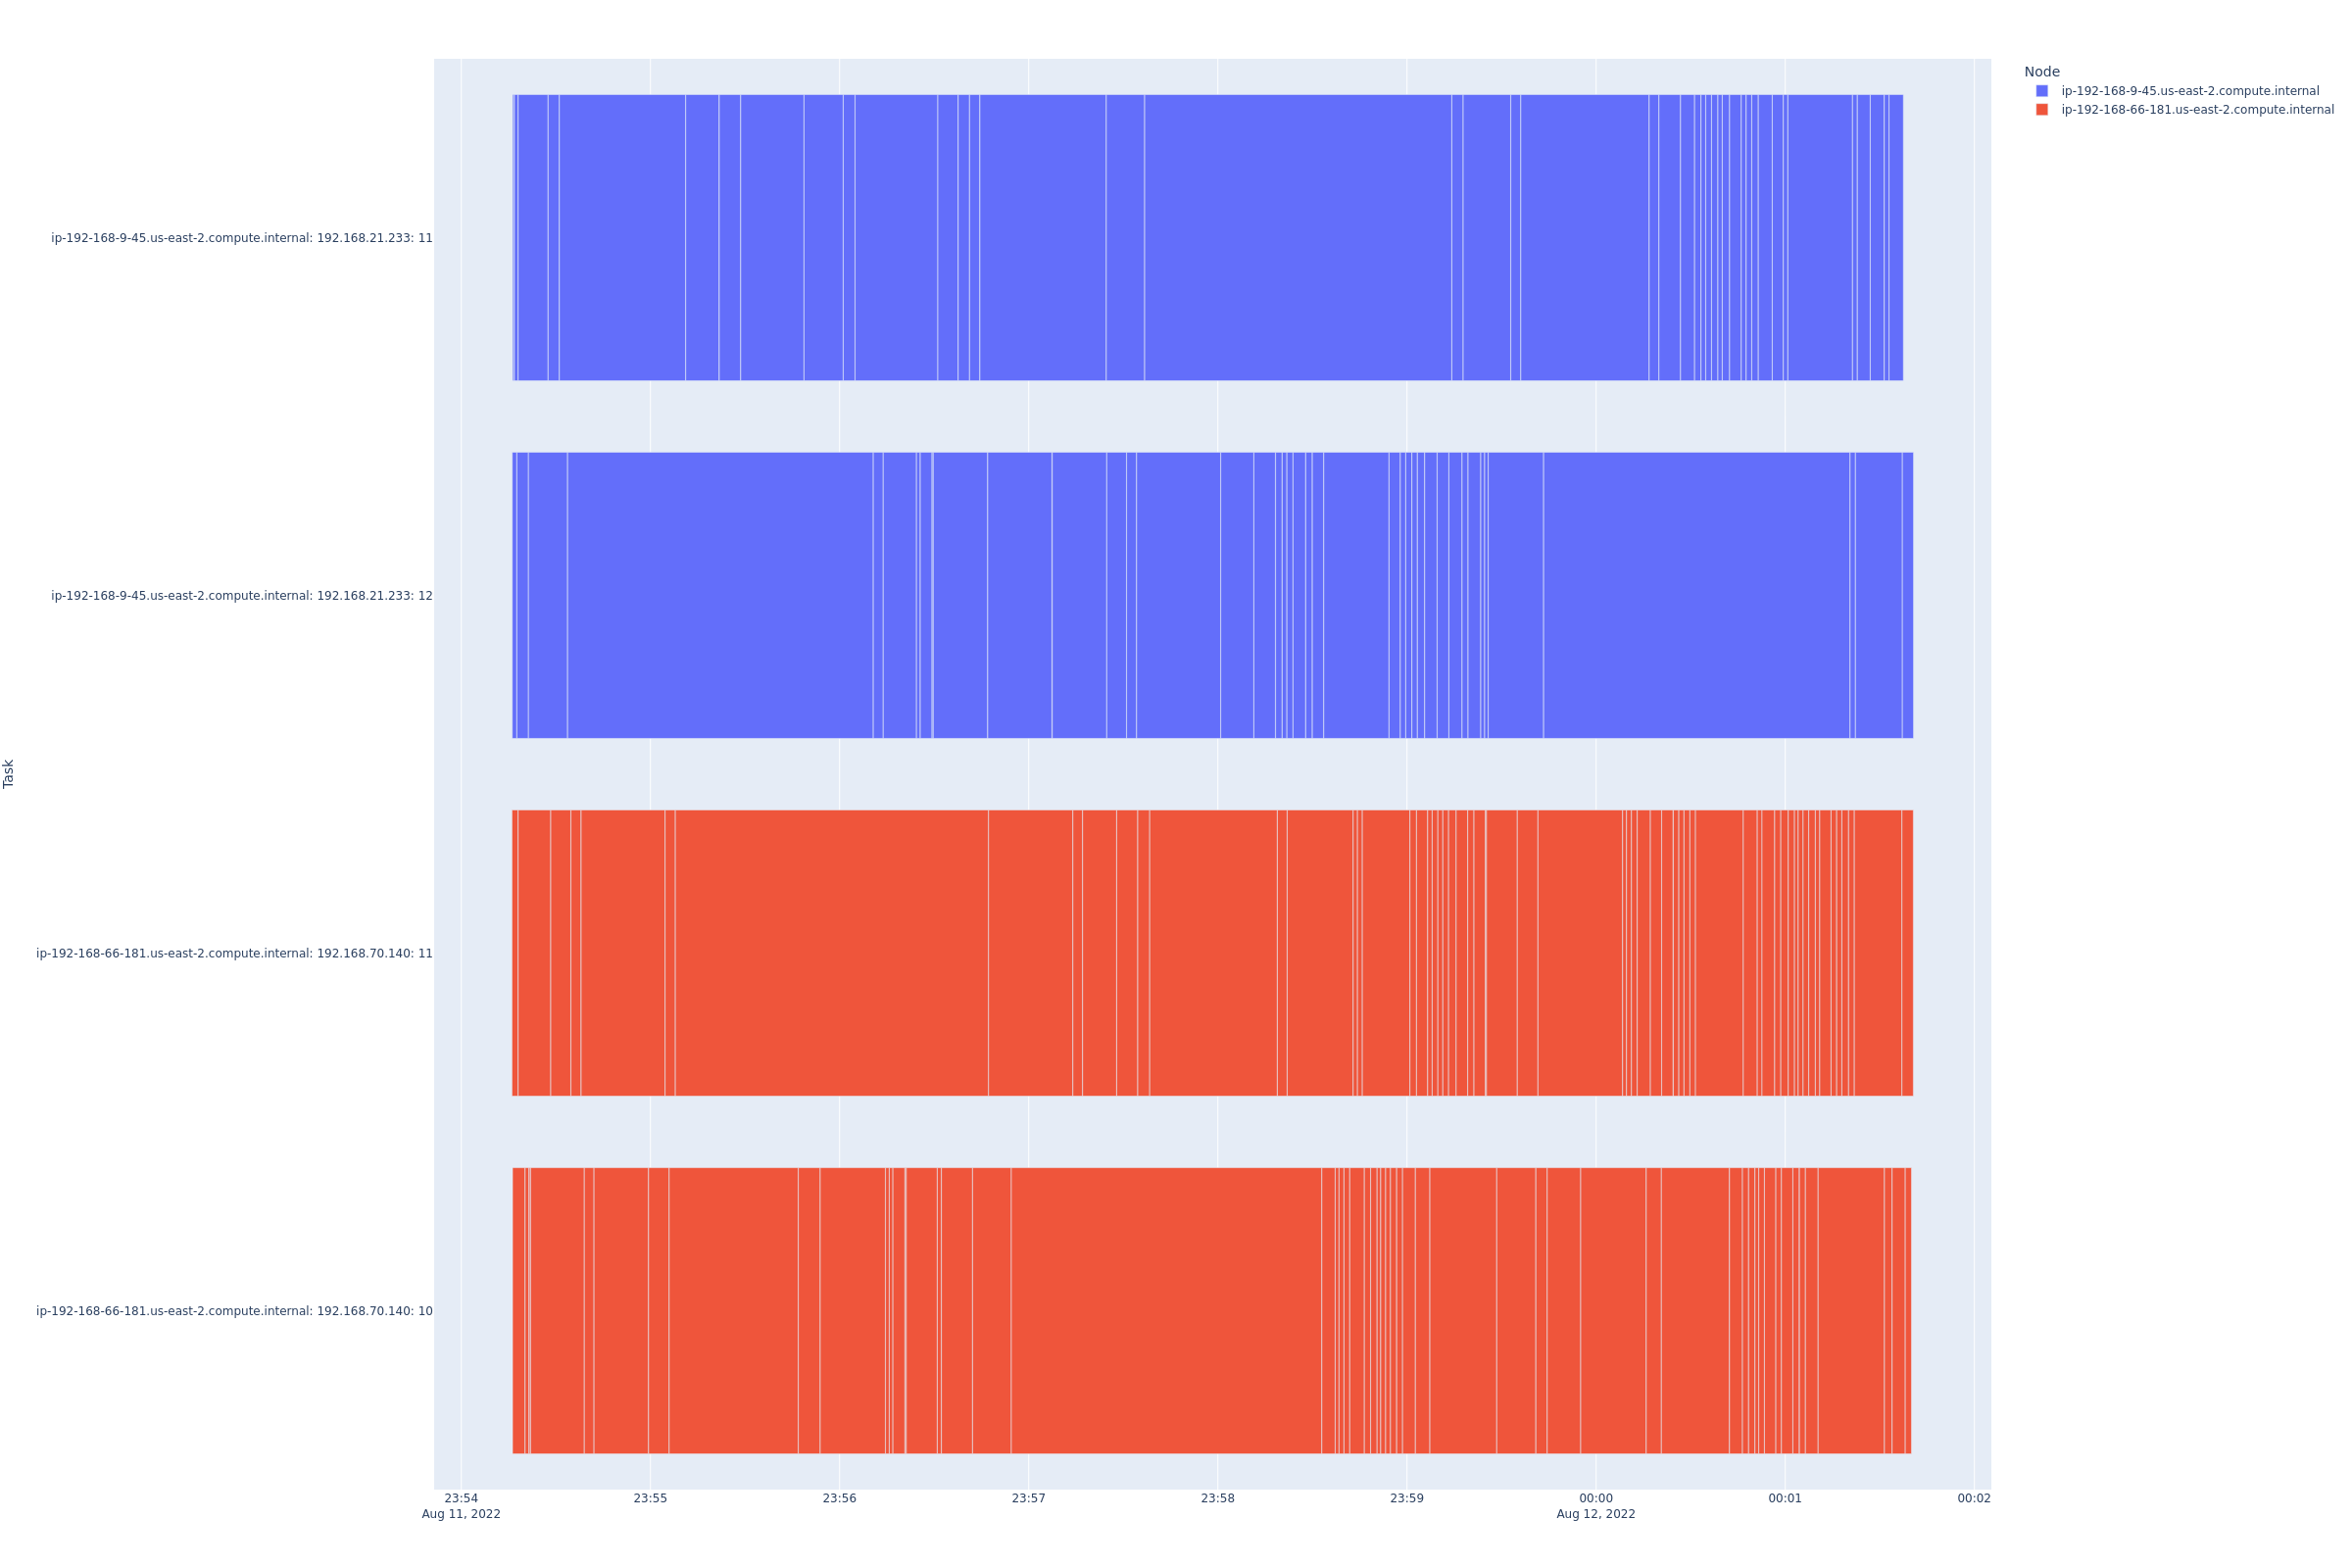 Node
ip-192-168-9-45.us-east-2.compute.internal
ip-192-168-66-181.us-east-2.compute.internal
ip-192-168-9-45.us-east-2.compute.internal: 192.168.21.233: 11
ip-192-168-9-45.us-east-2.compute.internal: 192.168.21.233: 12
Task
ip-192-168-66-181.us-east-2.compute.internal: 192.168.70.140: 11
ip-192-168-66-181.us-east-2.compute.internal: 192.168.70.140: 10
23:54 23:55 23:56 23:57 23:58 23:59 00:00 00:01 00:02
Aug 11, 2022 Aug 12, 2022